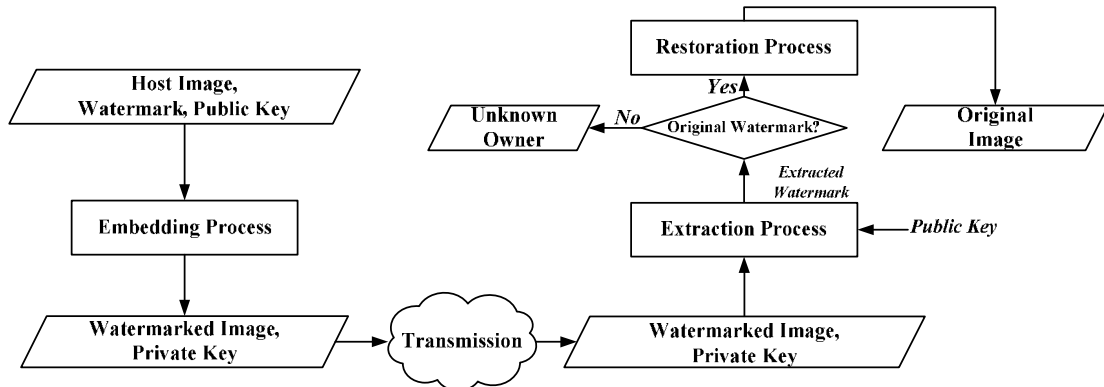 Host Image,
Watermark, Public Key
Embedding Process
Watermarked Image,
Private Key
Transmission
Watermarked Image,
Private Key
Extraction Process
Public Key
Extracted
Watermark
Original Watermark?
No
Unknown
Owner
Yes
Restoration Process
Original
Image